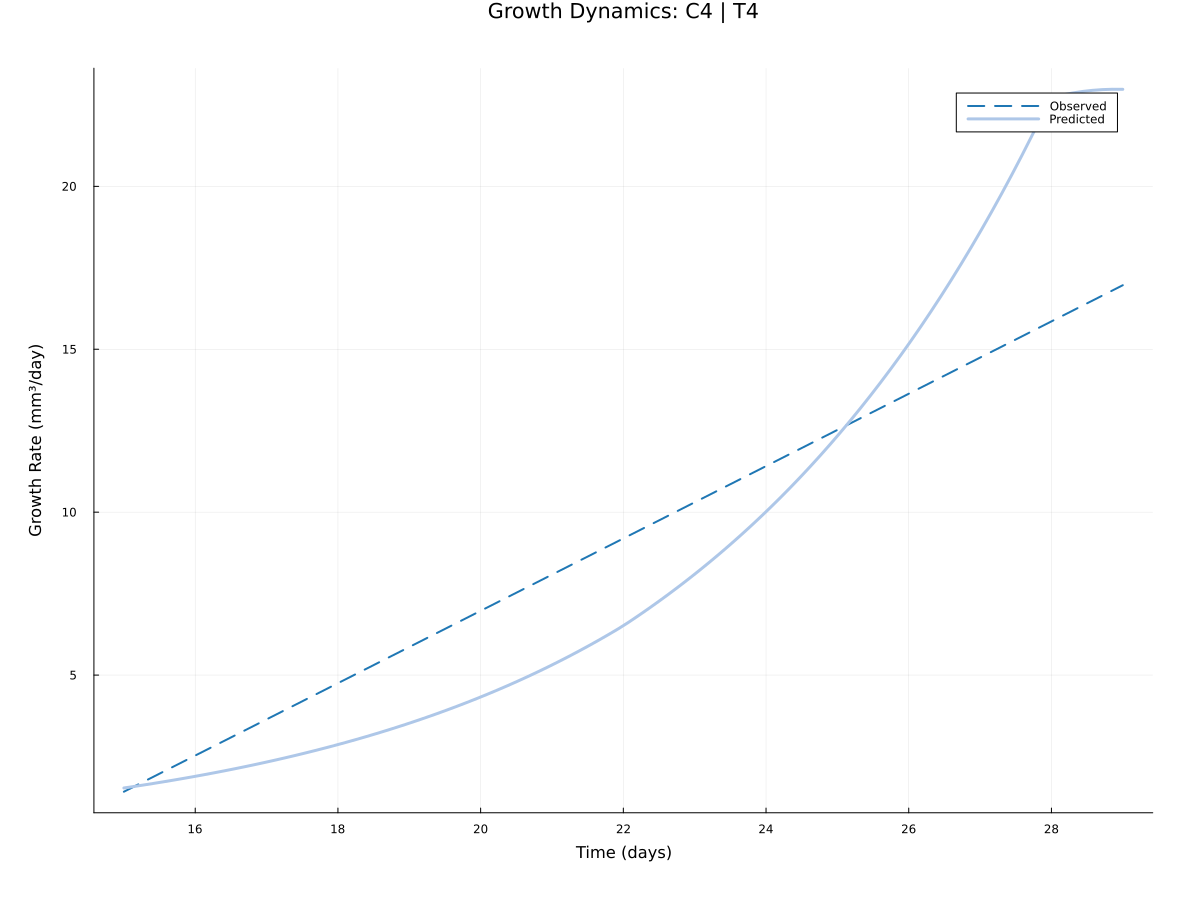 Growth Dynamics: C4 | T4
Observed
Predicted
Growth Rate (mm³/day)
20
15
10
5
16 18 20 22 24 26 28
Time (days)